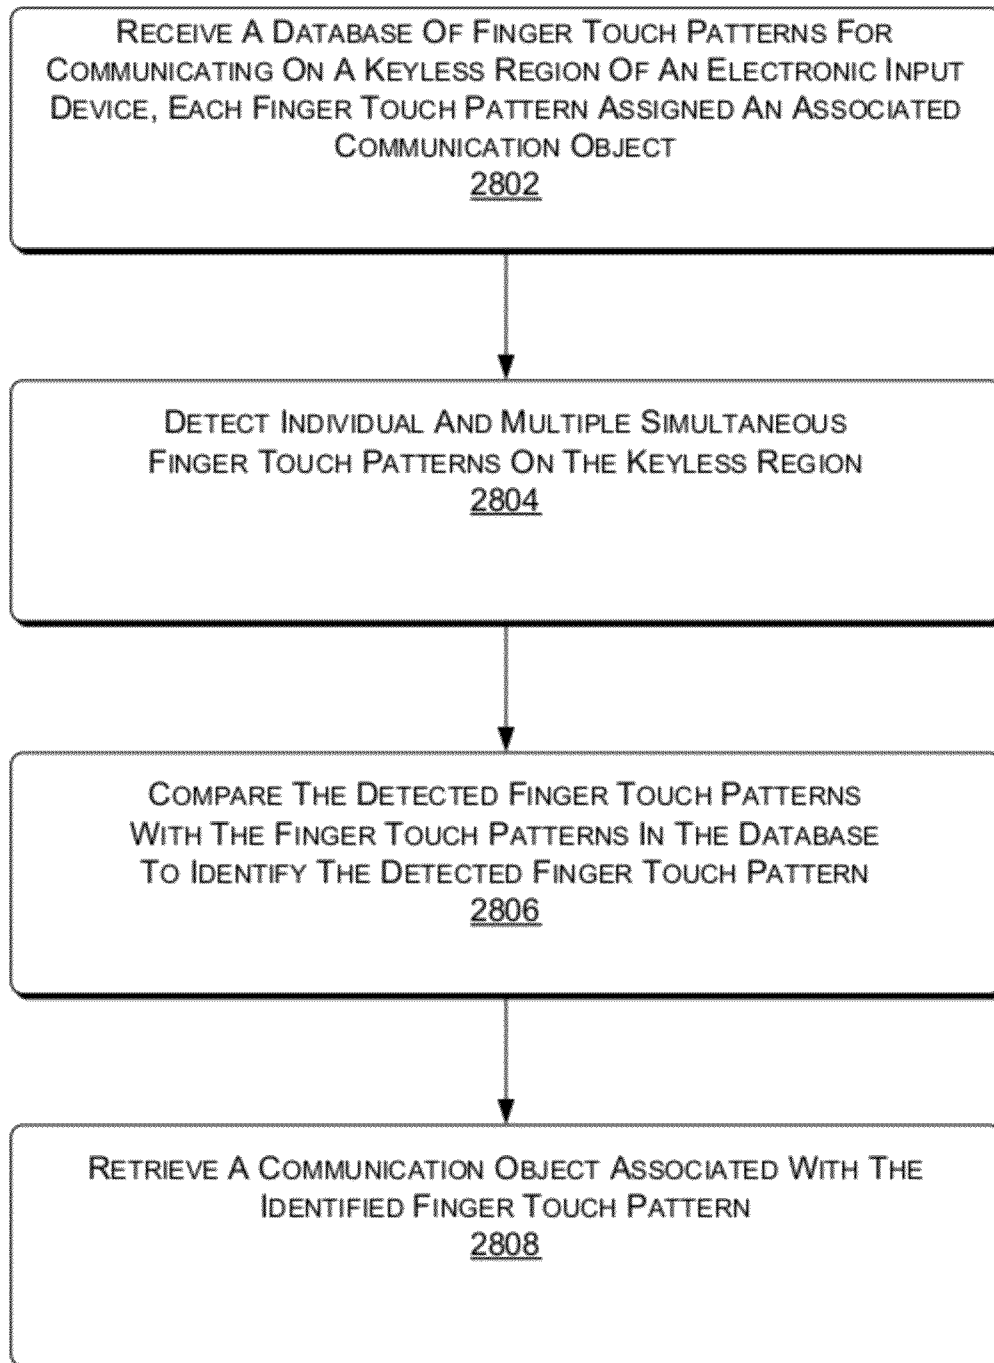 RECEIVE A DATABASE OF FINGER TOUCH PATTERNS FOR
COMMUNICATING ON A KEYLESS REGION OF AN ELECTRONIC INPUT
DEVICE, EACH FINGER TOUCH PATTERN ASSIGNED AN ASSOCIATED
COMMUNICATION OBJECT
2802
DETECT INDIVIDUAL AND MULTIPLE SIMULTANEOUS
FINGER TOUCH PATTERNS ON THE KEYLESS REGION
2804
COMPARE THE DETECTED FINGER TOUCH PATTERNS
WITH THE FINGER TOUCH PATTERNS IN THE DATABASE
TO IDENTIFY THE DETECTED FINGER TOUCH PATTERN
2806
RETRIEVE A COMMUNICATION OBJECT ASSOCIATED WITH THE
IDENTIFIED FINGER TOUCH PATTERN
2808